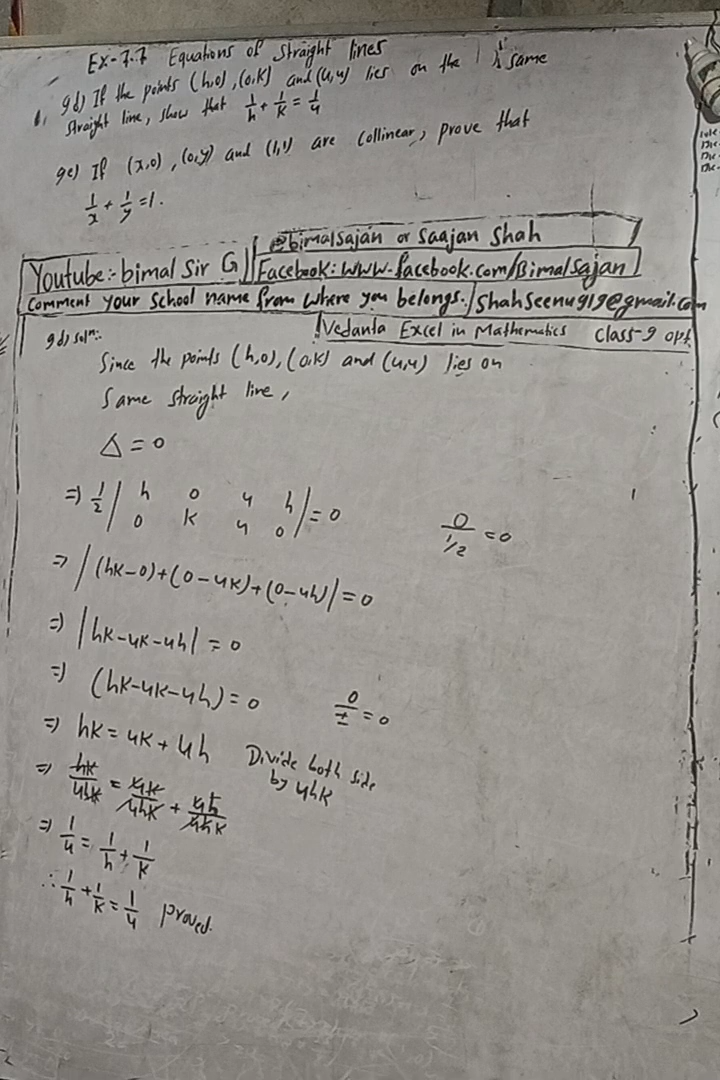 Ex-7.7 Equations of Straight lines
9d) If the points (h,0), (0,K) and (4,4) lies on the same
straight line, show that 1/h + 1/K = 1/4
9e) If (x,0), (0,y) and (1,1) are collinear, prove that
1/x + 1/y = 1.
@bimalsajan or Saajan Shah
Youtube:- bimal Sir G
Facebook: www.facebook.com/Bimalsajan
Comment your School name from where you belongs.
Shahseenu919@gmail.com
Vedanta Excel in Mathematics Class-9 opt
9d) solⁿ:-
Since the points (h,0), (0,K) and (4,4) lies on
Same straight line,
△ = 0
⇒ 1/2 | h 0 4 h
0 K 4 0 | = 0
0/(1/2) = 0
⇒ |(hK-0)+(0-4K)+(0-4h)| = 0
⇒ |hK-4K-4h| = 0
⇒ (hK-4K-4h) = 0 0/± = 0
⇒ hK = 4K + 4h Divide both side
by 4hK
⇒ hK/4hK = 4K/4hK + 4h/4hK
⇒ 1/4 = 1/h + 1/K
∴ 1/h + 1/K = 1/4 proved.